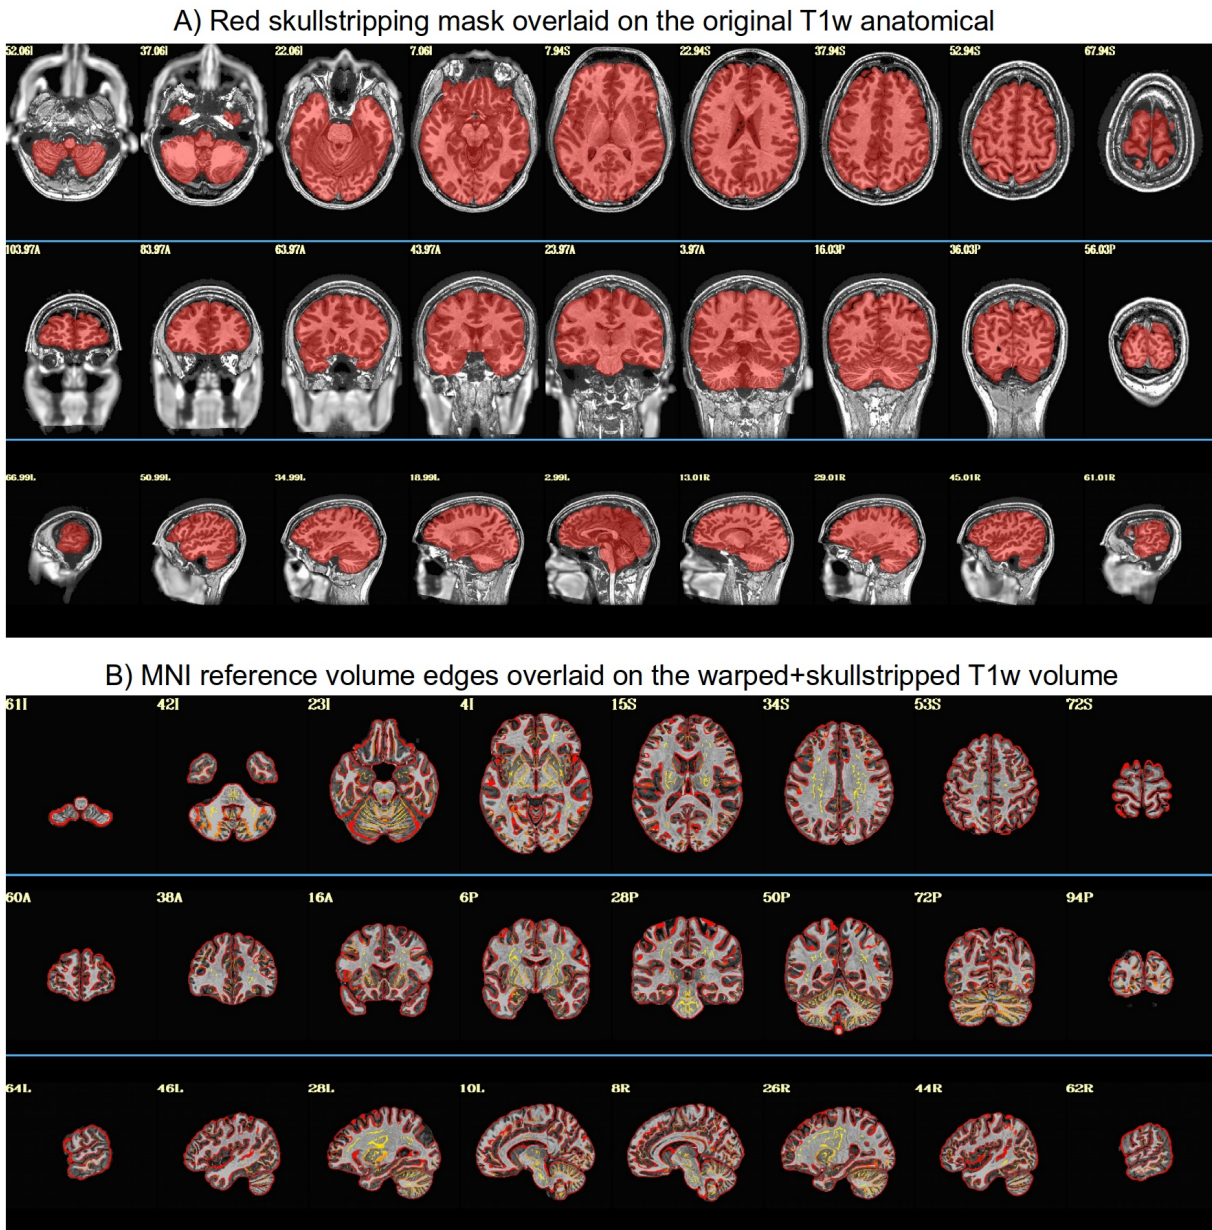 A) Red skullstripping mask overlaid on the original T1w anatomical
52.06I 37.06I 22.06I 7.06I 7.94S 22.94S 37.94S 52.94S 67.94S
103.97A 83.97A 63.97A 43.97A 23.97A 3.97A 16.03P 36.03P 56.03P
66.99L 50.99L 34.99L 18.99L 2.99L 13.01R 29.01R 45.01R 61.01R
B) MNI reference volume edges overlaid on the warped+skullstripped T1w volume
61I 42I 23I 4I 15S 34S 53S 72S
60A 38A 16A 6P 28P 50P 72P 94P
64L 46L 28L 10L 8R 26R 44R 62R